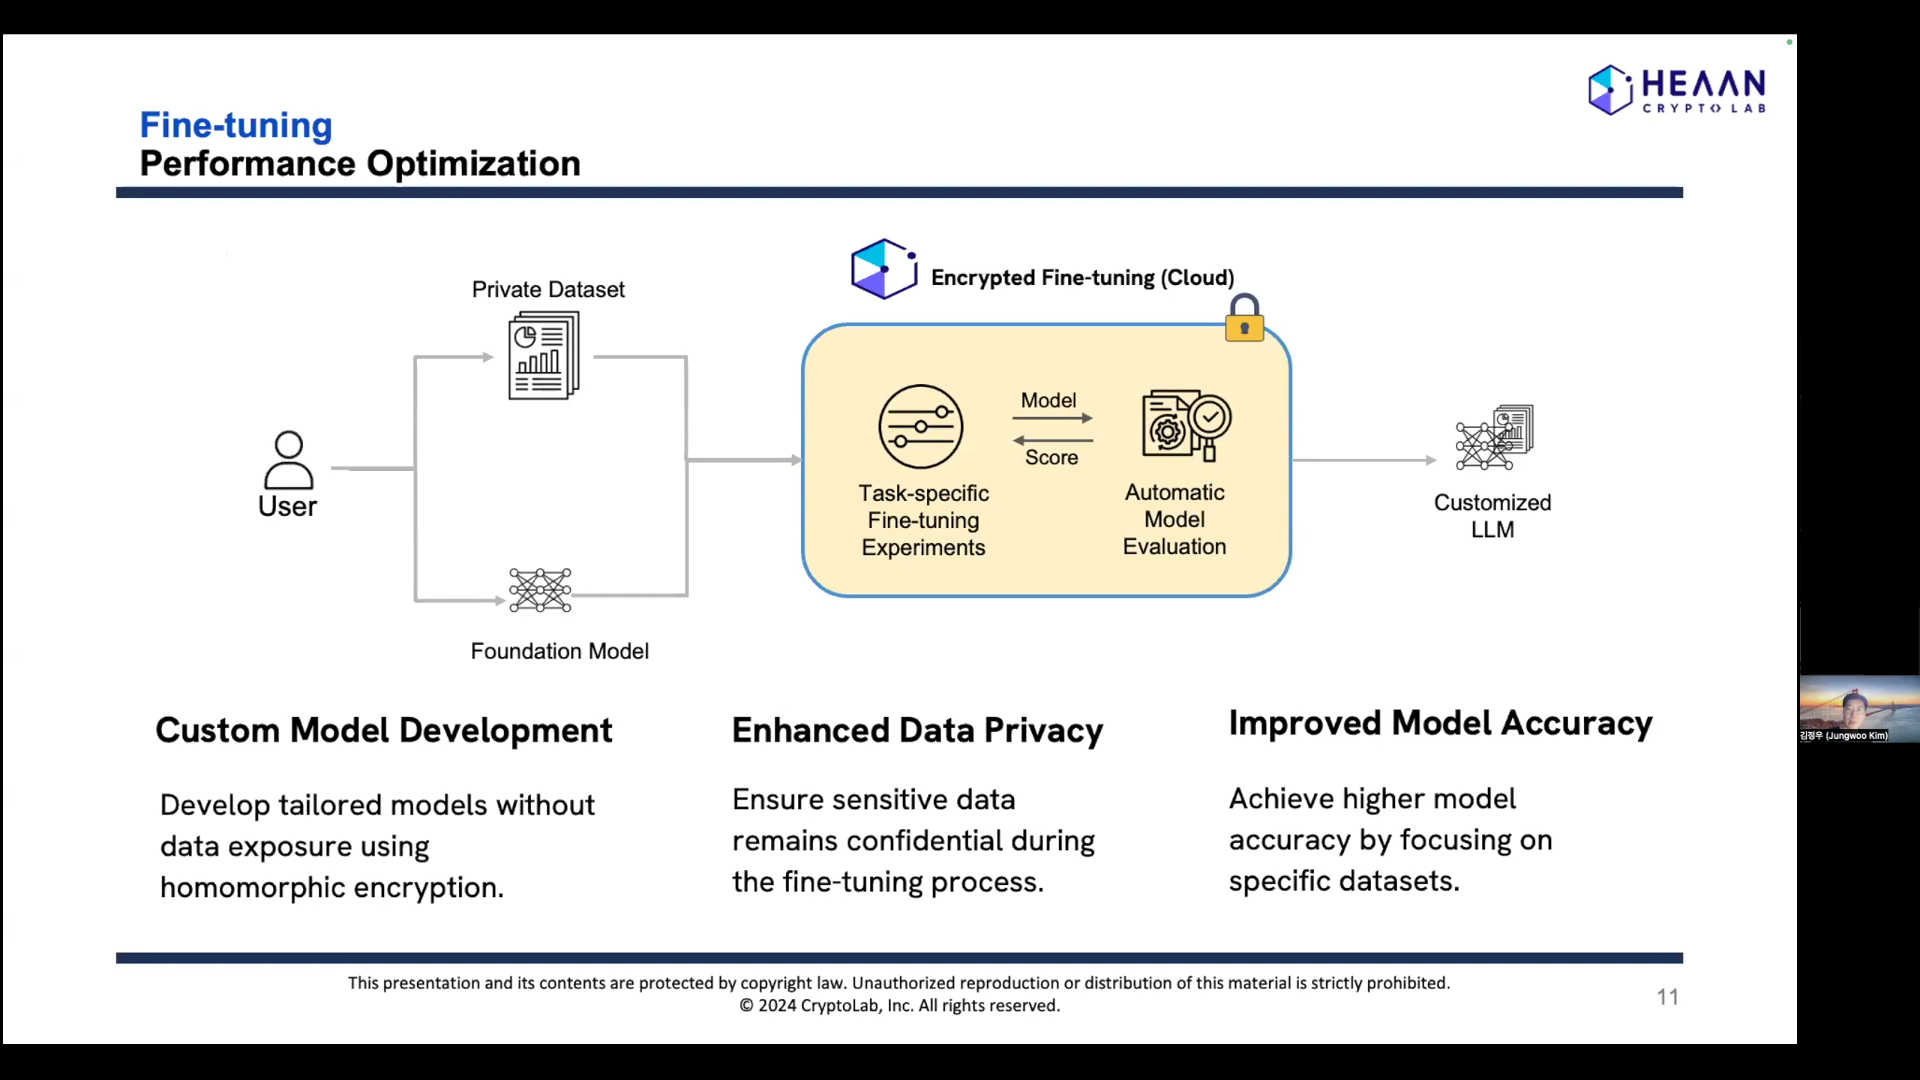 HEAAN
CRYPTO LAB
Fine-tuning
Performance Optimization
Private Dataset
Encrypted Fine-tuning (Cloud)
User
Model
Score
Task-specific
Fine-tuning
Experiments
Automatic
Model
Evaluation
Customized
LLM
Foundation Model
Custom Model Development
Develop tailored models without
data exposure using
homomorphic encryption.
Enhanced Data Privacy
Ensure sensitive data
remains confidential during
the fine-tuning process.
Improved Model Accuracy
Achieve higher model
accuracy by focusing on
specific datasets.
김정우 (Jungwoo Kim)
This presentation and its contents are protected by copyright law. Unauthorized reproduction or distribution of this material is strictly prohibited.
© 2024 CryptoLab, Inc. All rights reserved.
11